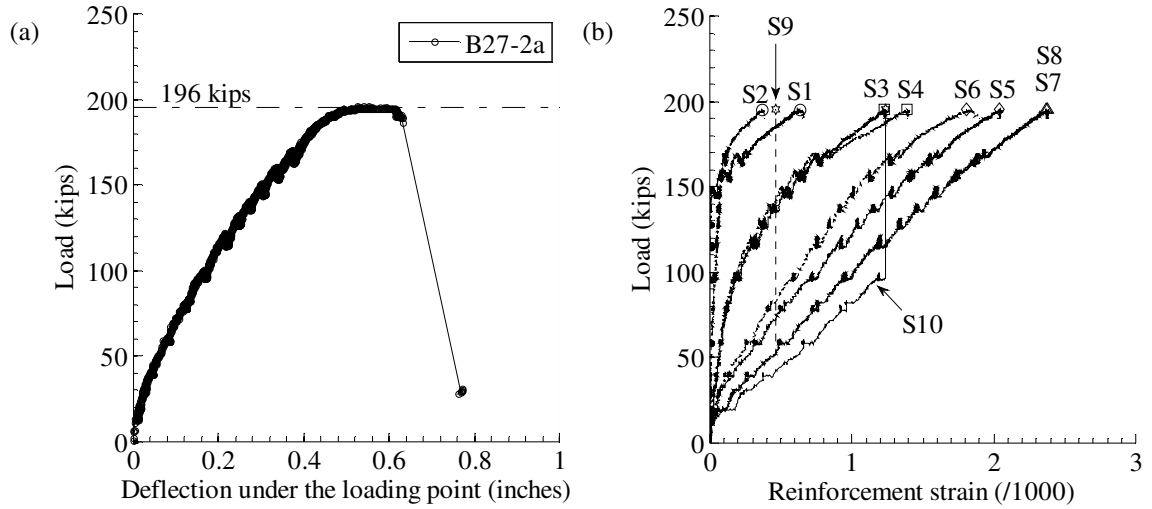 (a)
B27-2a
196 kips
250
200
150
100
50
0
Load (kips)
0
0.2
0.4
0.6
0.8
1
Deflection under the loading point (inches)
(b)
S9
S8
S2
S1
S3
S4
S6
S5
S7
S10
250
200
150
100
50
0
Load (kips)
0
1
2
3
Reinforcement strain (/1000)